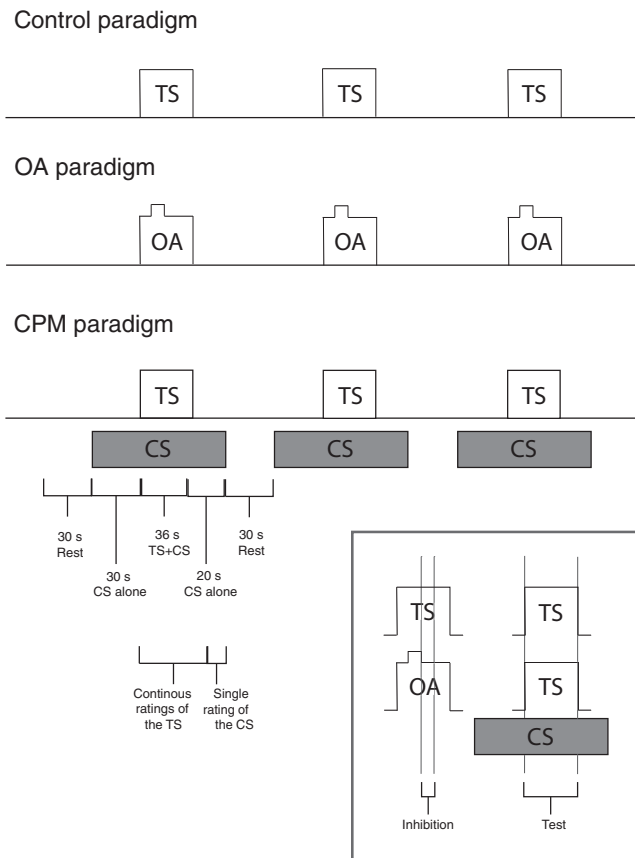 Control paradigm
TS TS TS
OA paradigm
OA OA OA
CPM paradigm
TS TS TS
CS CS CS
30 s
Rest
30 s
CS alone
36 s
TS+CS
20 s
CS alone
30 s
Rest
Continous
ratings of
the TS
Single
rating of
the CS
TS TS
OA TS
CS
Inhibition Test